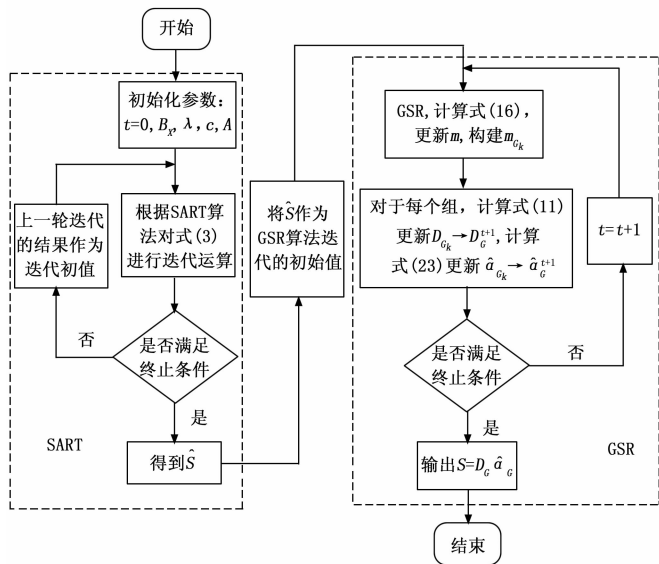 开始
初始化参数：
t=0, B_X, λ, c, A
根据SART算
法对式(3)
进行迭代运算
上一轮迭代
的结果作为
迭代初值
否
是否满足
终止条件
是
得到Ŝ
SART
将Ŝ作为
GSR算法迭
代的初始值
GSR,计算式(16),
更新m,构建m_{G_k}
对于每个组，计算式(11)
更新D_{G_k}→D_G^{t+1},计算
式(23)更新 α̂_{G_k}→ α̂_G^{t+1}
t=t+1
是否满足
终止条件
否
是
输出S=D_G α̂_G
GSR
结束